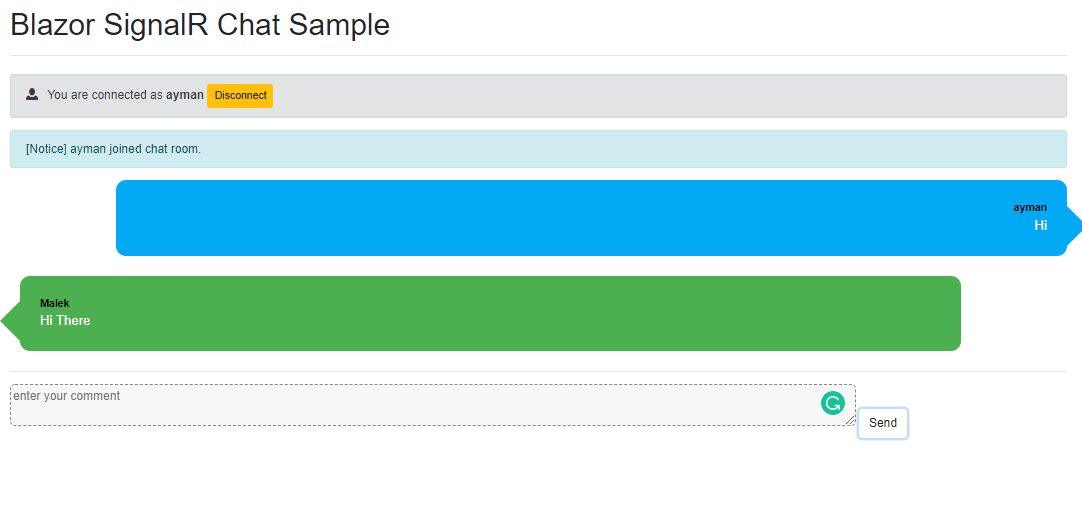 Blazor SignalR Chat Sample
You are connected as ayman Disconnect
[Notice] ayman joined chat room.
ayman
Hi
Malek
Hi There
enter your comment
Send